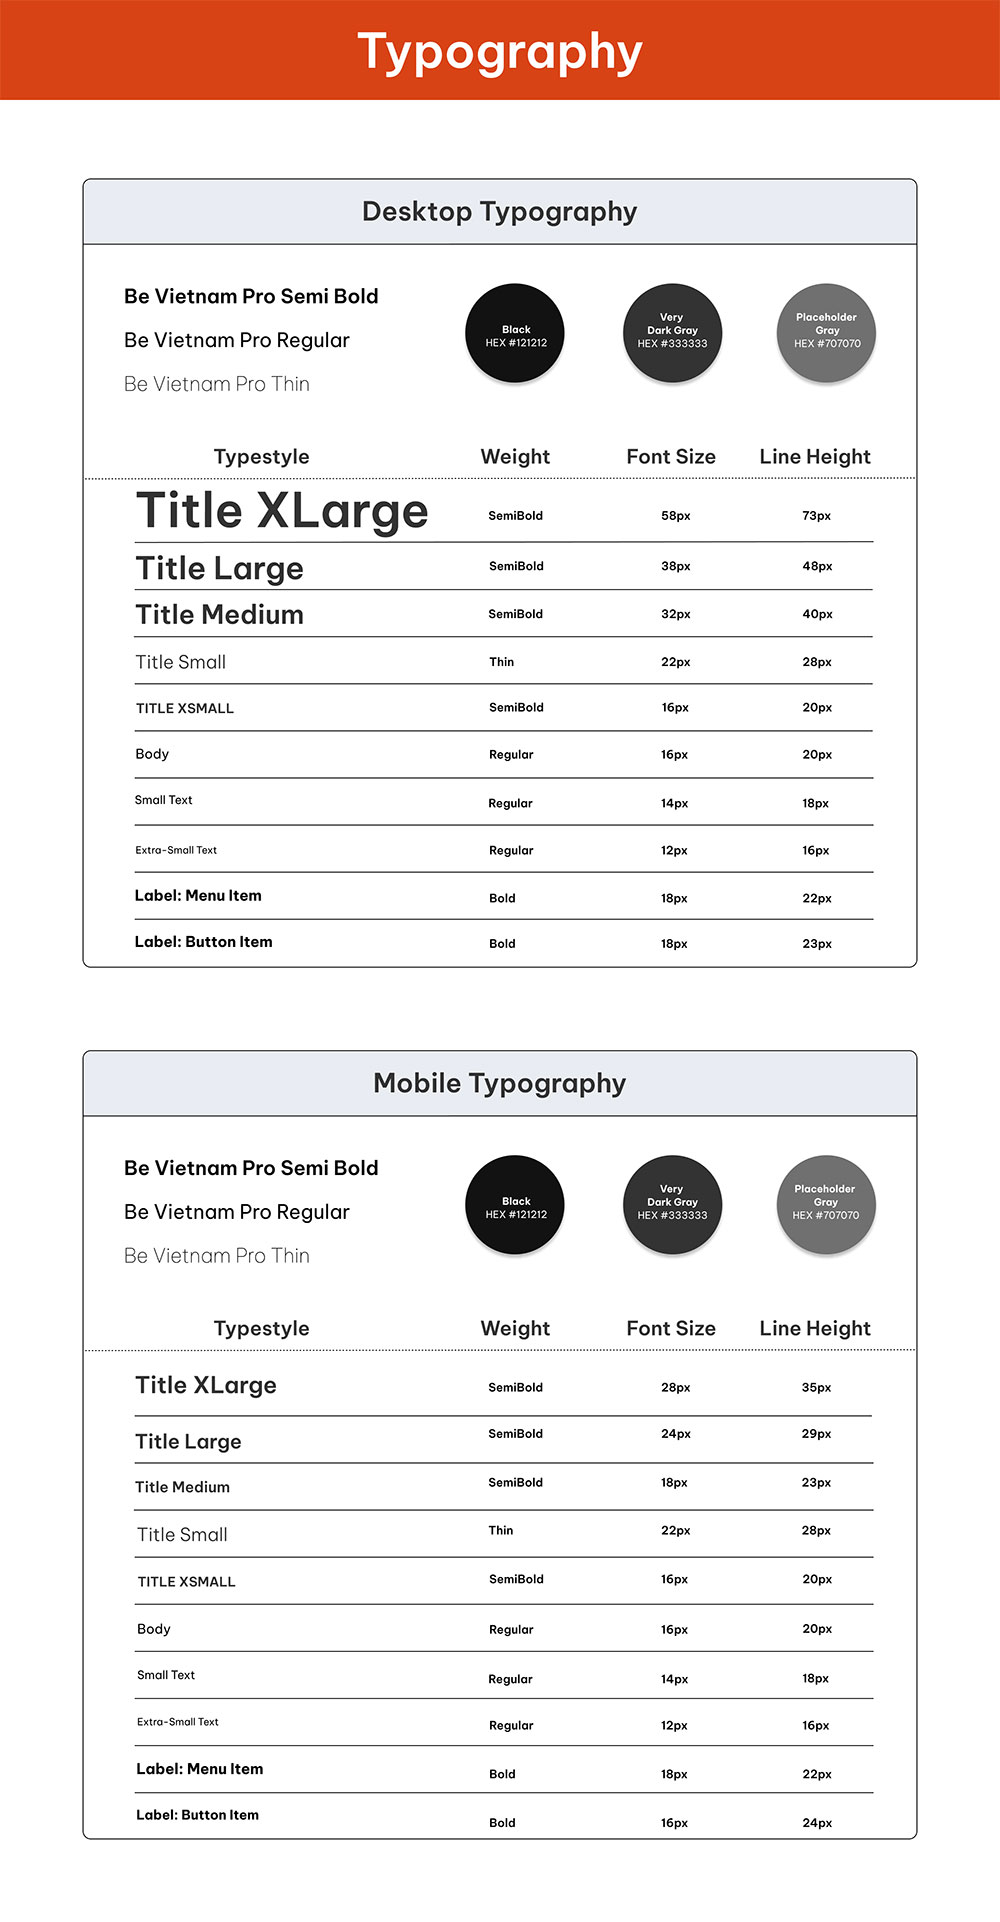 Typography
Desktop Typography
Be Vietnam Pro Semi Bold
Be Vietnam Pro Regular
Be Vietnam Pro Thin
Black
HEX #121212
Very
Dark Gray
HEX #333333
Placeholder
Gray
HEX #707070
Typestyle Weight Font Size Line Height
Title XLarge SemiBold 58px 73px
Title Large SemiBold 38px 48px
Title Medium SemiBold 32px 40px
Title Small Thin 22px 28px
TITLE XSMALL SemiBold 16px 20px
Body Regular 16px 20px
Small Text Regular 14px 18px
Extra-Small Text Regular 12px 16px
Label: Menu Item Bold 18px 22px
Label: Button Item Bold 18px 23px
Mobile Typography
Be Vietnam Pro Semi Bold
Be Vietnam Pro Regular
Be Vietnam Pro Thin
Black
HEX #121212
Very
Dark Gray
HEX #333333
Placeholder
Gray
HEX #707070
Typestyle Weight Font Size Line Height
Title XLarge SemiBold 28px 35px
Title Large SemiBold 24px 29px
Title Medium SemiBold 18px 23px
Title Small Thin 22px 28px
TITLE XSMALL SemiBold 16px 20px
Body Regular 16px 20px
Small Text Regular 14px 18px
Extra-Small Text Regular 12px 16px
Label: Menu Item Bold 18px 22px
Label: Button Item Bold 16px 24px